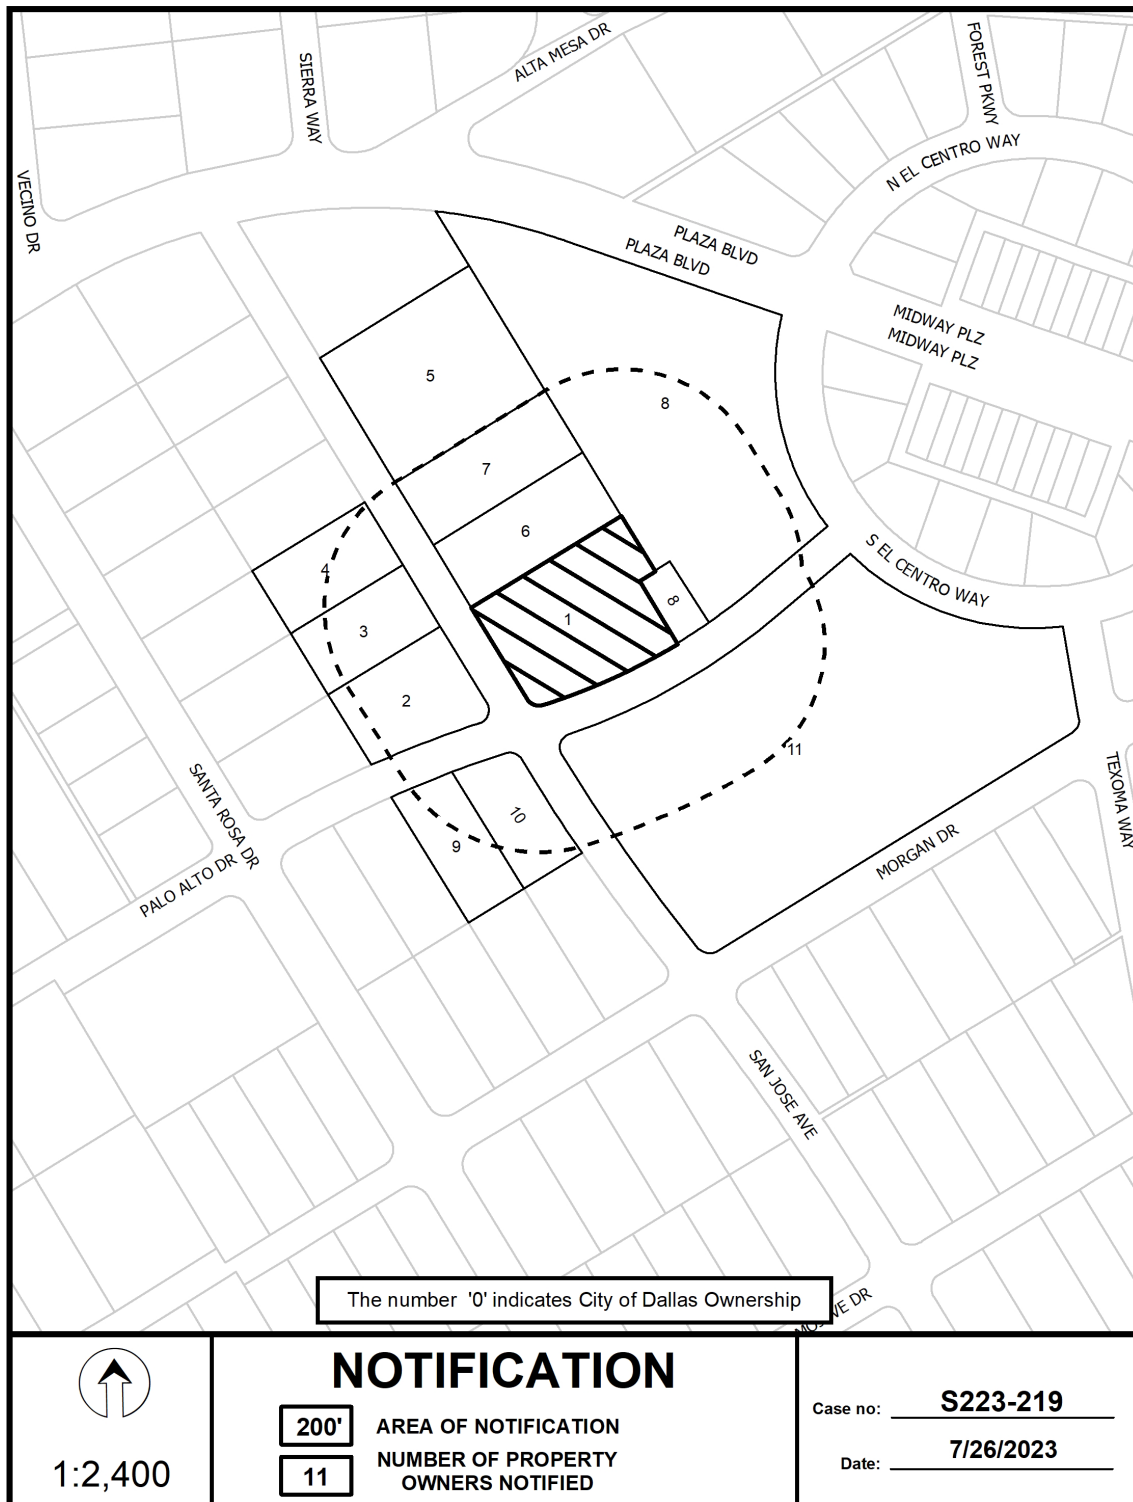 ALTA MESA DR
SIERRA WAY
FOREST PKWY
N EL CENTRO WAY
VECINO DR
PLAZA BLVD
PLAZA BLVD
MIDWAY PLZ
MIDWAY PLZ
5
8
7
6
S EL CENTRO WAY
4
8
1
3
2
11
TEXOMA WAY
SANTA ROSA DR
10
9
MORGAN DR
PALO ALTO DR
SAN JOSE AVE
The number '0' indicates City of Dallas Ownership
VE DR
NOTIFICATION
200' AREA OF NOTIFICATION
11 NUMBER OF PROPERTY
OWNERS NOTIFIED
1:2,400
Case no: S223-219
Date: 7/26/2023